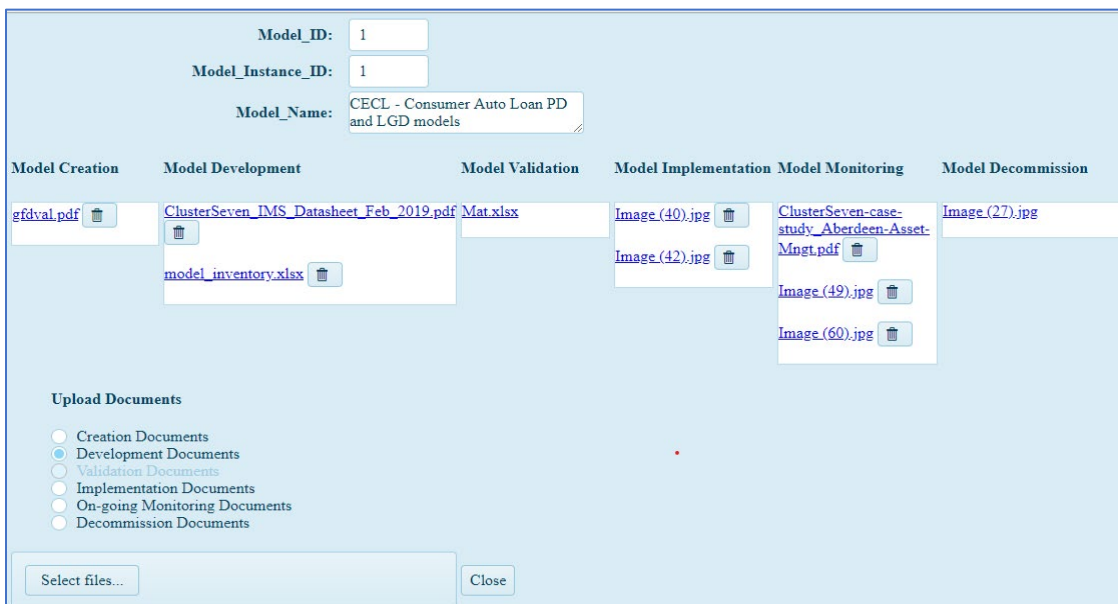 Model_ID: 1
Model_Instance_ID: 1
Model_Name: CECL - Consumer Auto Loan PD
and LGD models
Model Creation Model Development Model Validation Model Implementation Model Monitoring Model Decommission
gfdval.pdf
ClusterSeven_IMS_Datasheet_Feb_2019.pdf
model_inventory.xlsx
Mat.xlsx
Image (40).jpg
Image (42).jpg
ClusterSeven-case-
study_Aberdeen-Asset-
Mngt.pdf
Image (49).jpg
Image (60).jpg
Image (27).jpg
Upload Documents
Creation Documents
Development Documents
Validation Documents
Implementation Documents
On-going Monitoring Documents
Decommission Documents
Select files... Close